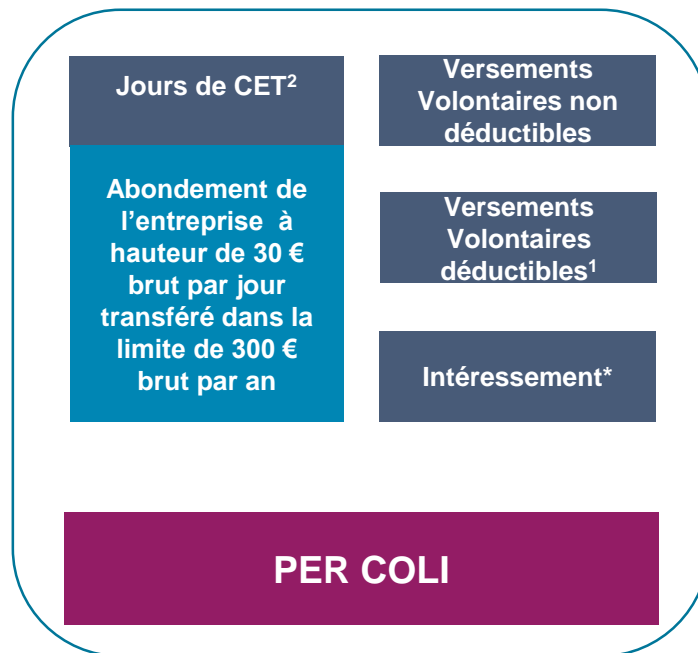 Jours de CET²
Abondement de
l'entreprise à
hauteur de 30 €
brut par jour
transféré dans la
limite de 300 €
brut par an
Versements
Volontaires non
déductibles
Versements
Volontaires
déductibles¹
Intéressement*
PER COLI